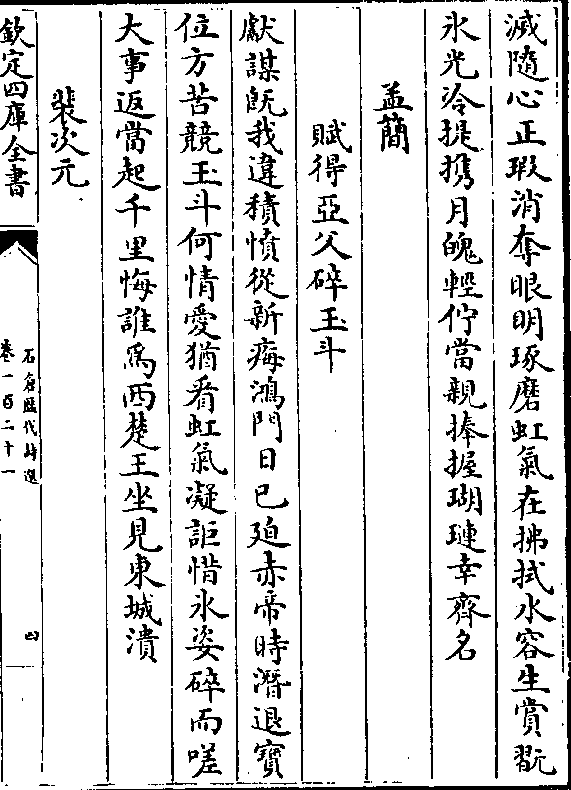 滅隨心正瑕消奪眼明琢磨虹氣在拂拭水容生賞翫
氷光冷提擕月魄輕佇當親捧握瑚璉幸齊名
孟簡
賦得亞父碎玉斗
獻謀既我違積憤從新痗鴻門日已廹赤帝時潛退寶
位方苦競玉斗何情愛猶看虹氣凝詎惜氷姿碎而嗟
大事返當起千里悔誰為西楚王坐見東城潰
裴次元
欽定四庫全書
石倉歷代詩選
卷一百二十一
四